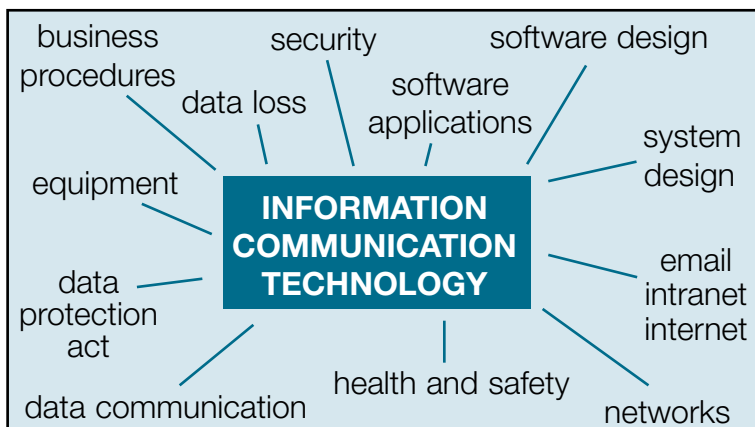 business
procedures
security
software design
data loss
software
applications
system
design
equipment
INFORMATION
COMMUNICATION
TECHNOLOGY
email
intranet
internet
data
protection
act
health and safety
data communication
networks